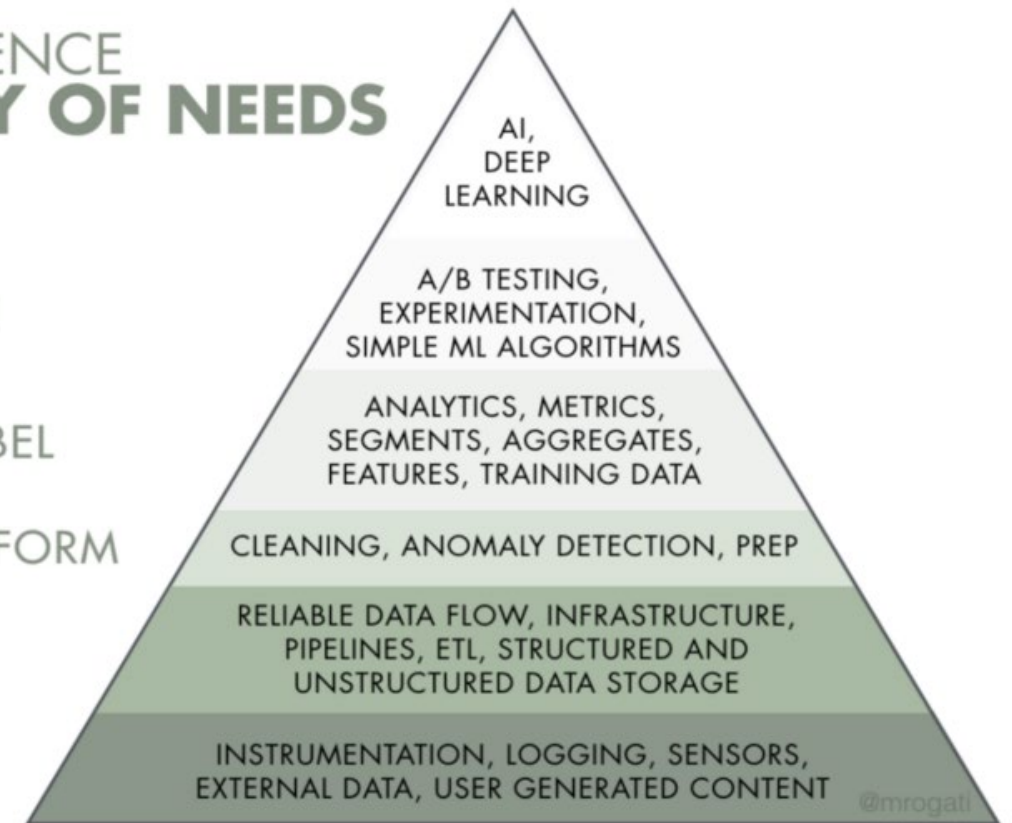 ENCE
Y OF NEEDS
AI,
DEEP
LEARNING
A/B TESTING,
EXPERIMENTATION,
SIMPLE ML ALGORITHMS
BEL
ANALYTICS, METRICS,
SEGMENTS, AGGREGATES,
FEATURES, TRAINING DATA
FORM
CLEANING, ANOMALY DETECTION, PREP
RELIABLE DATA FLOW, INFRASTRUCTURE,
PIPELINES, ETL, STRUCTURED AND
UNSTRUCTURED DATA STORAGE
INSTRUMENTATION, LOGGING, SENSORS,
EXTERNAL DATA, USER GENERATED CONTENT
@mrogati